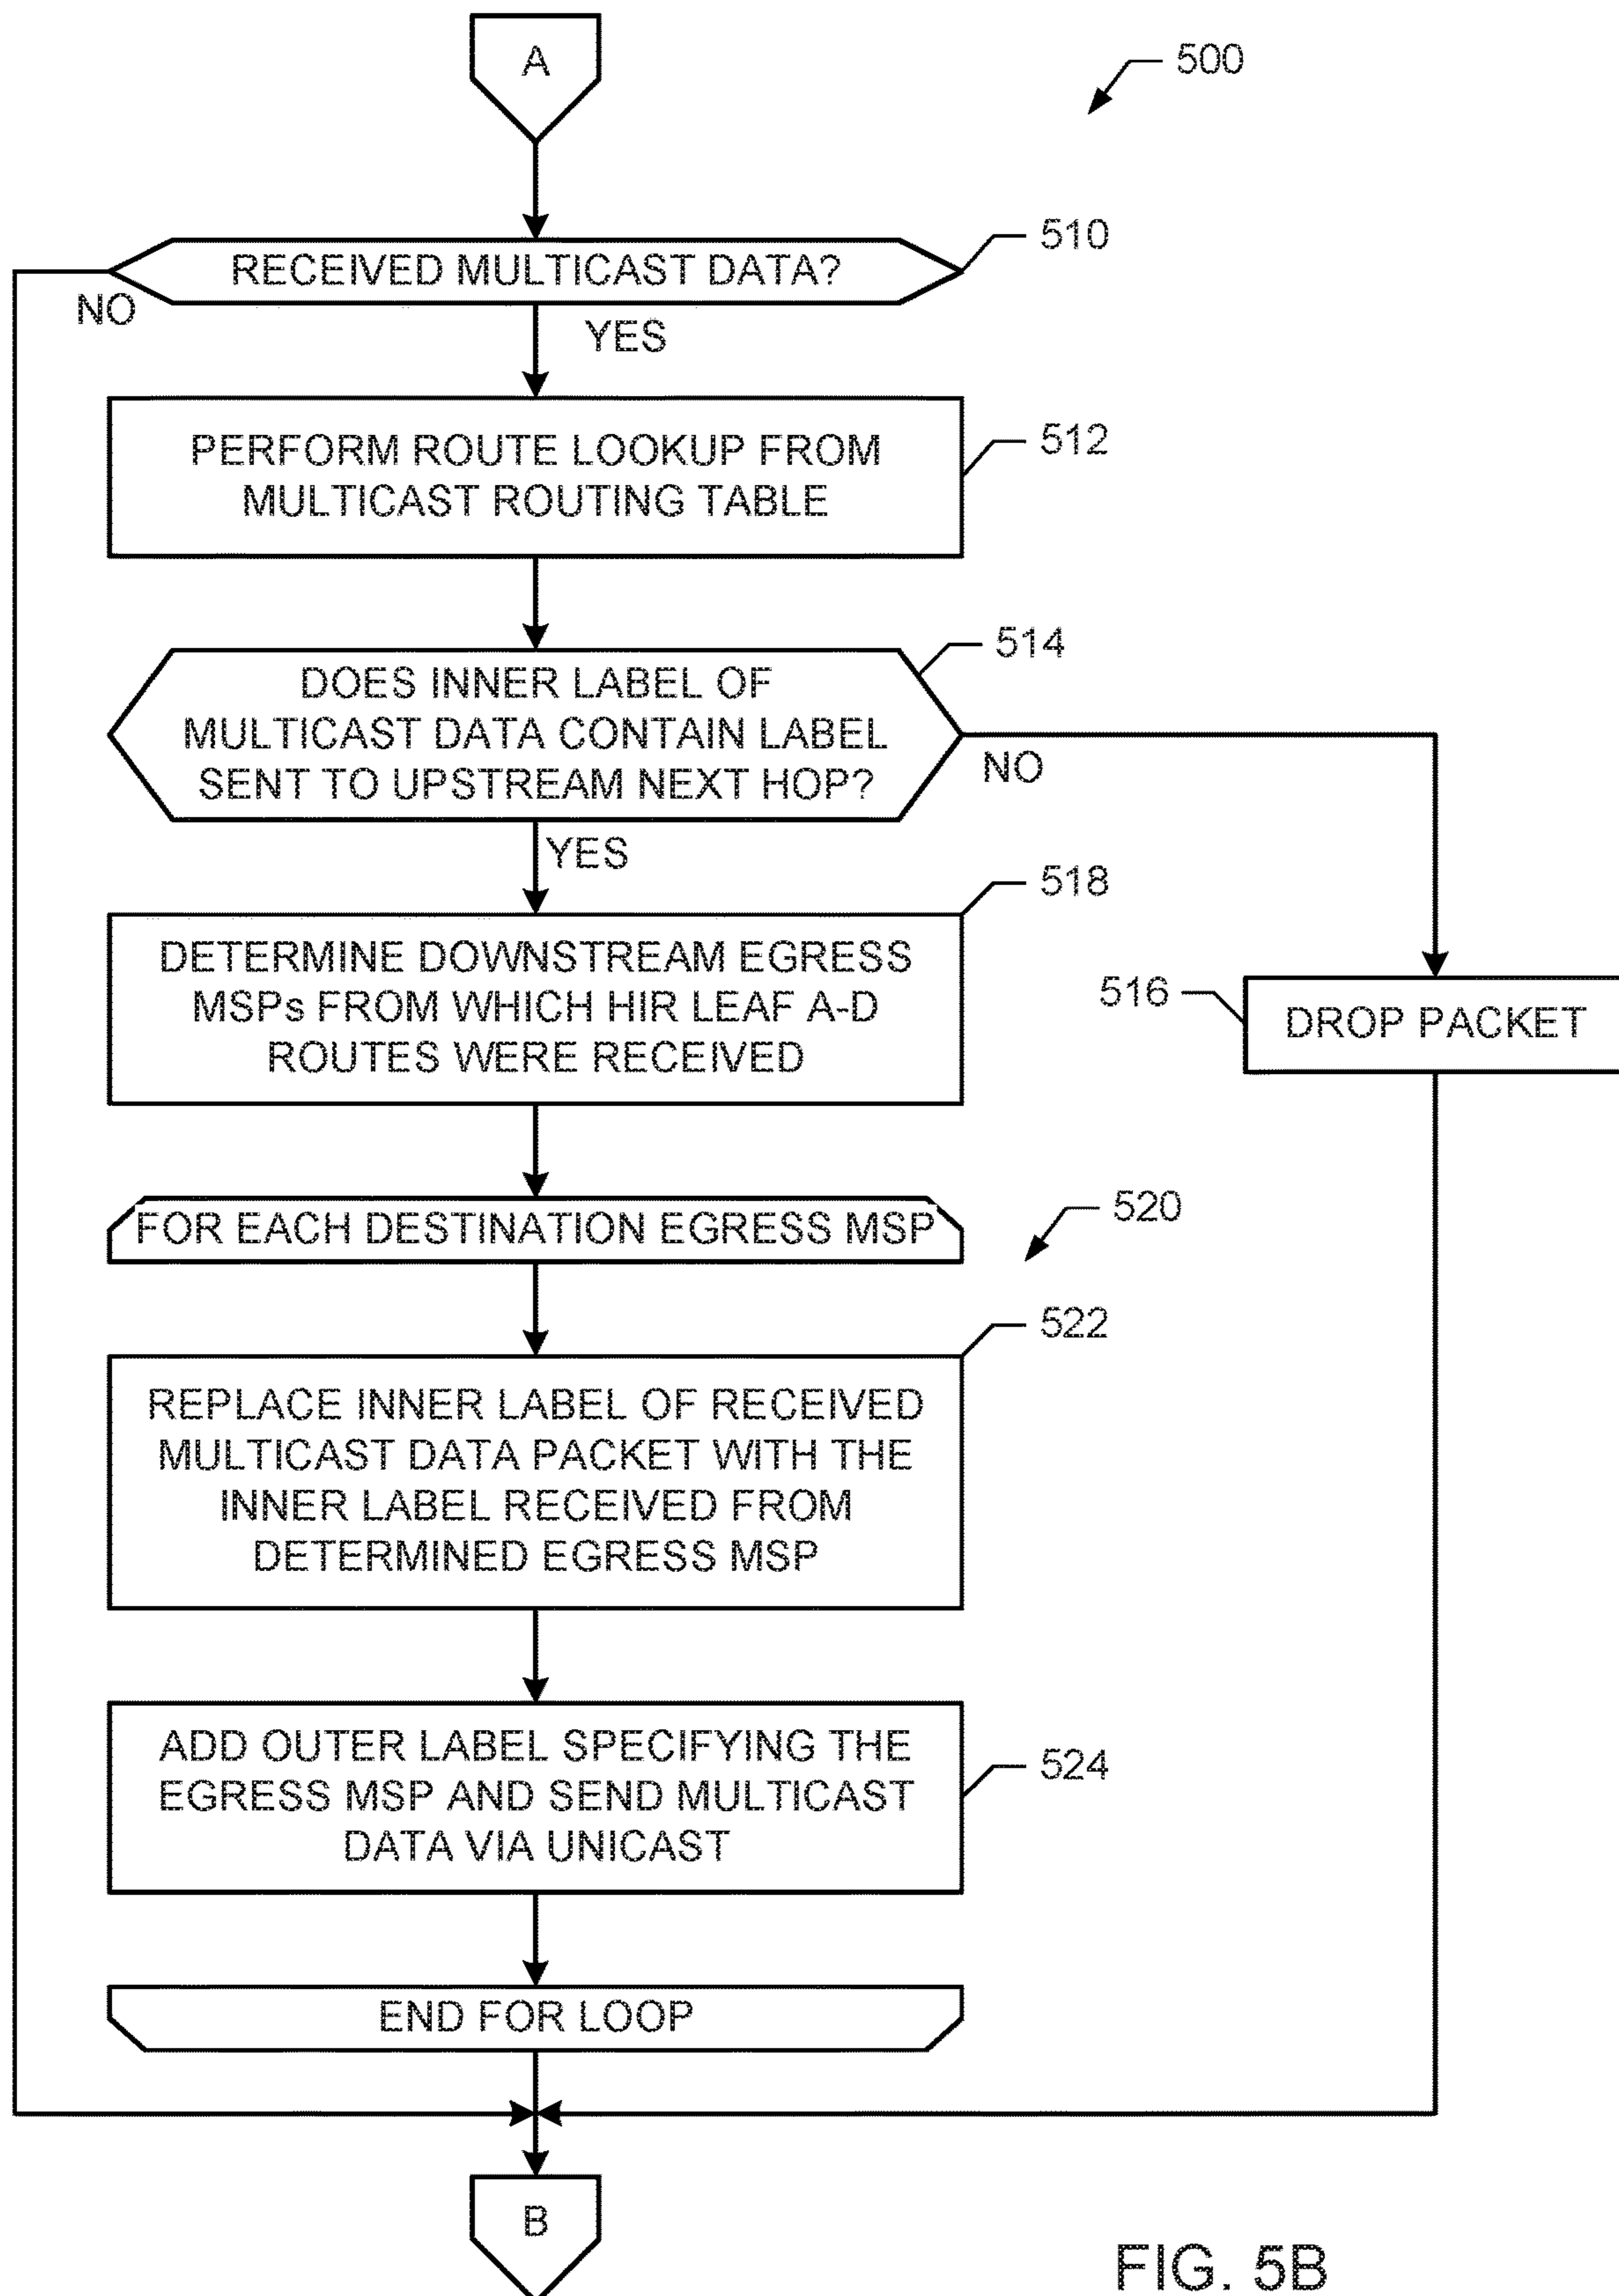 A
500
RECEIVED MULTICAST DATA?
510
NO
YES
PERFORM ROUTE LOOKUP FROM
MULTICAST ROUTING TABLE
512
DOES INNER LABEL OF
MULTICAST DATA CONTAIN LABEL
SENT TO UPSTREAM NEXT HOP?
514
NO
YES
DETERMINE DOWNSTREAM EGRESS
MSPs FROM WHICH HIR LEAF A-D
ROUTES WERE RECEIVED
518
516
DROP PACKET
FOR EACH DESTINATION EGRESS MSP
520
REPLACE INNER LABEL OF RECEIVED
MULTICAST DATA PACKET WITH THE
INNER LABEL RECEIVED FROM
DETERMINED EGRESS MSP
522
ADD OUTER LABEL SPECIFYING THE
EGRESS MSP AND SEND MULTICAST
DATA VIA UNICAST
524
END FOR LOOP
B
FIG. 5B